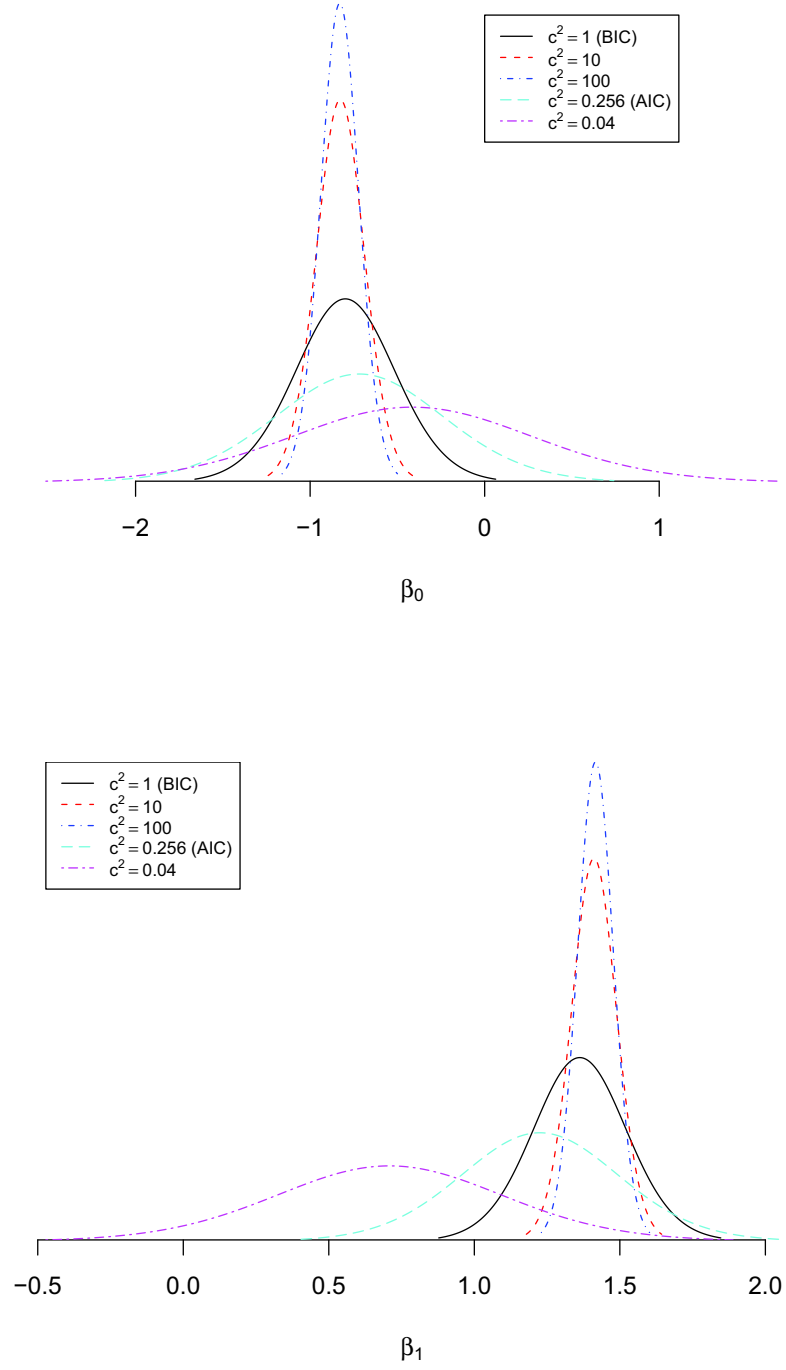 c² = 1 (BIC)
c² = 10
c² = 100
c² = 0.256 (AIC)
c² = 0.04
−2 −1 0 1
β₀
c² = 1 (BIC)
c² = 10
c² = 100
c² = 0.256 (AIC)
c² = 0.04
−0.5 0.0 0.5 1.0 1.5 2.0
β₁